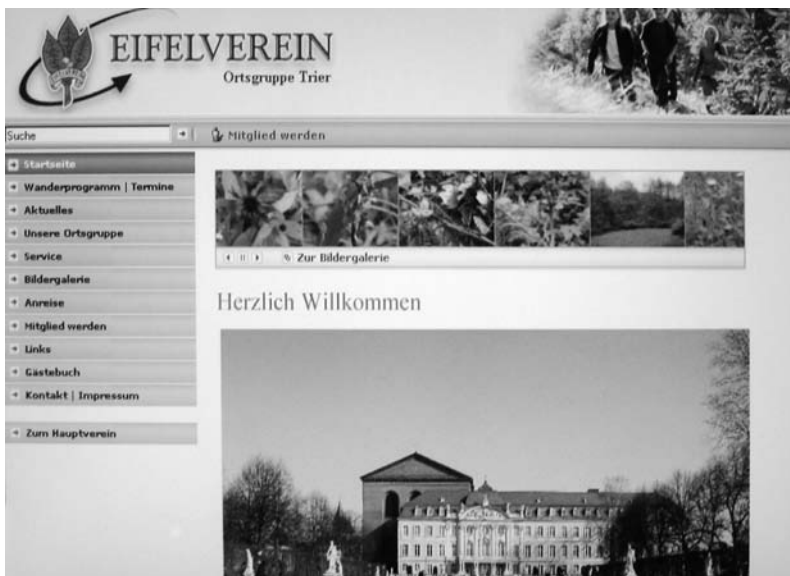 EIFELVEREIN
Ortsgruppe Trier
Suche
Mitglied werden
Startseite
Wanderprogramm | Termine
Aktuelles
Unsere Ortsgruppe
Service
Bildergalerie
Anreise
Mitglied werden
Links
Gästebuch
Kontakt | Impressum
Zum Hauptverein
Zur Bildergalerie
Herzlich Willkommen